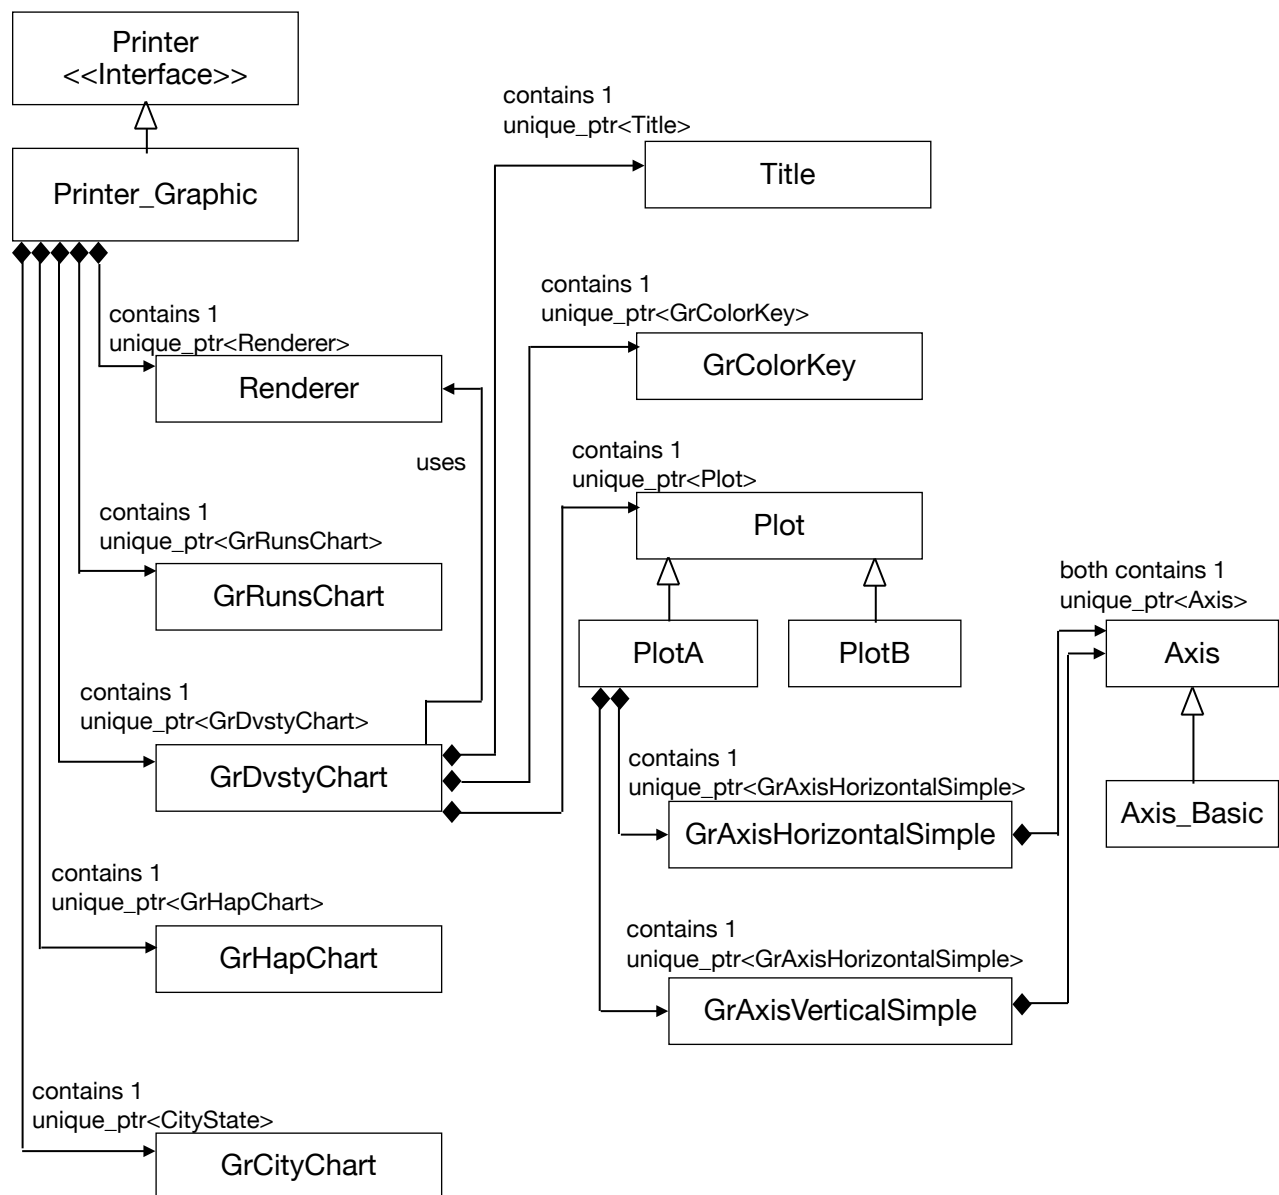 Printer
<<Interface>>
Printer_Graphic
contains 1
unique_ptr<Title>
Title
contains 1
unique_ptr<Renderer>
Renderer
contains 1
unique_ptr<GrColorKey>
GrColorKey
uses
contains 1
unique_ptr<Plot>
Plot
contains 1
unique_ptr<GrRunsChart>
GrRunsChart
PlotA
PlotB
both contains 1
unique_ptr<Axis>
Axis
contains 1
unique_ptr<GrDvstyChart>
GrDvstyChart
contains 1
unique_ptr<GrAxisHorizontalSimple>
GrAxisHorizontalSimple
Axis_Basic
contains 1
unique_ptr<GrHapChart>
GrHapChart
contains 1
unique_ptr<GrAxisHorizontalSimple>
GrAxisVerticalSimple
contains 1
unique_ptr<CityState>
GrCityChart